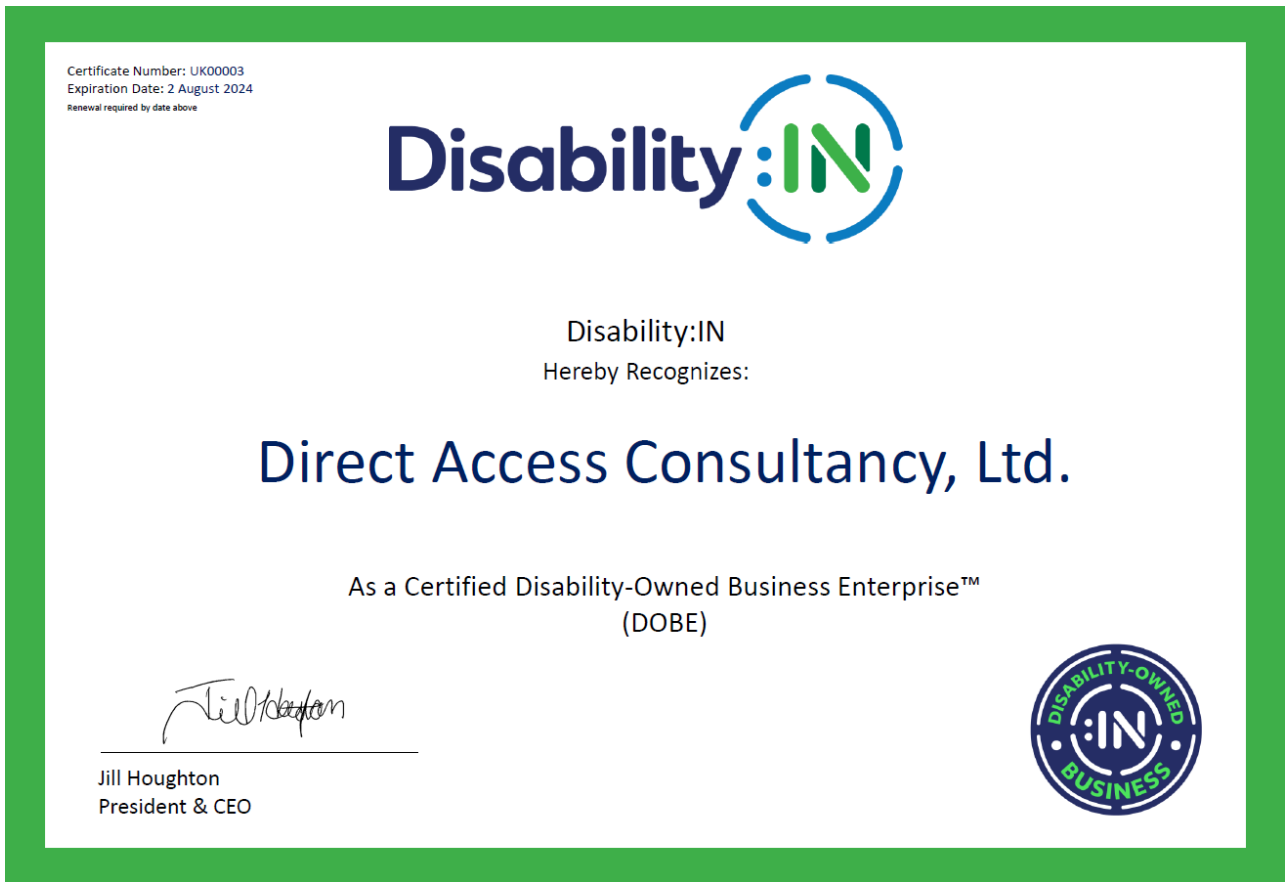 Certificate Number: UK00003
Expiration Date: 2 August 2024
Renewal required by date above
Disability:IN
Disability:IN
Hereby Recognizes:
Direct Access Consultancy, Ltd.
As a Certified Disability-Owned Business Enterprise™
(DOBE)
Jill Houghton
Jill Houghton
President & CEO
DISABILITY-OWNED
:IN
BUSINESS